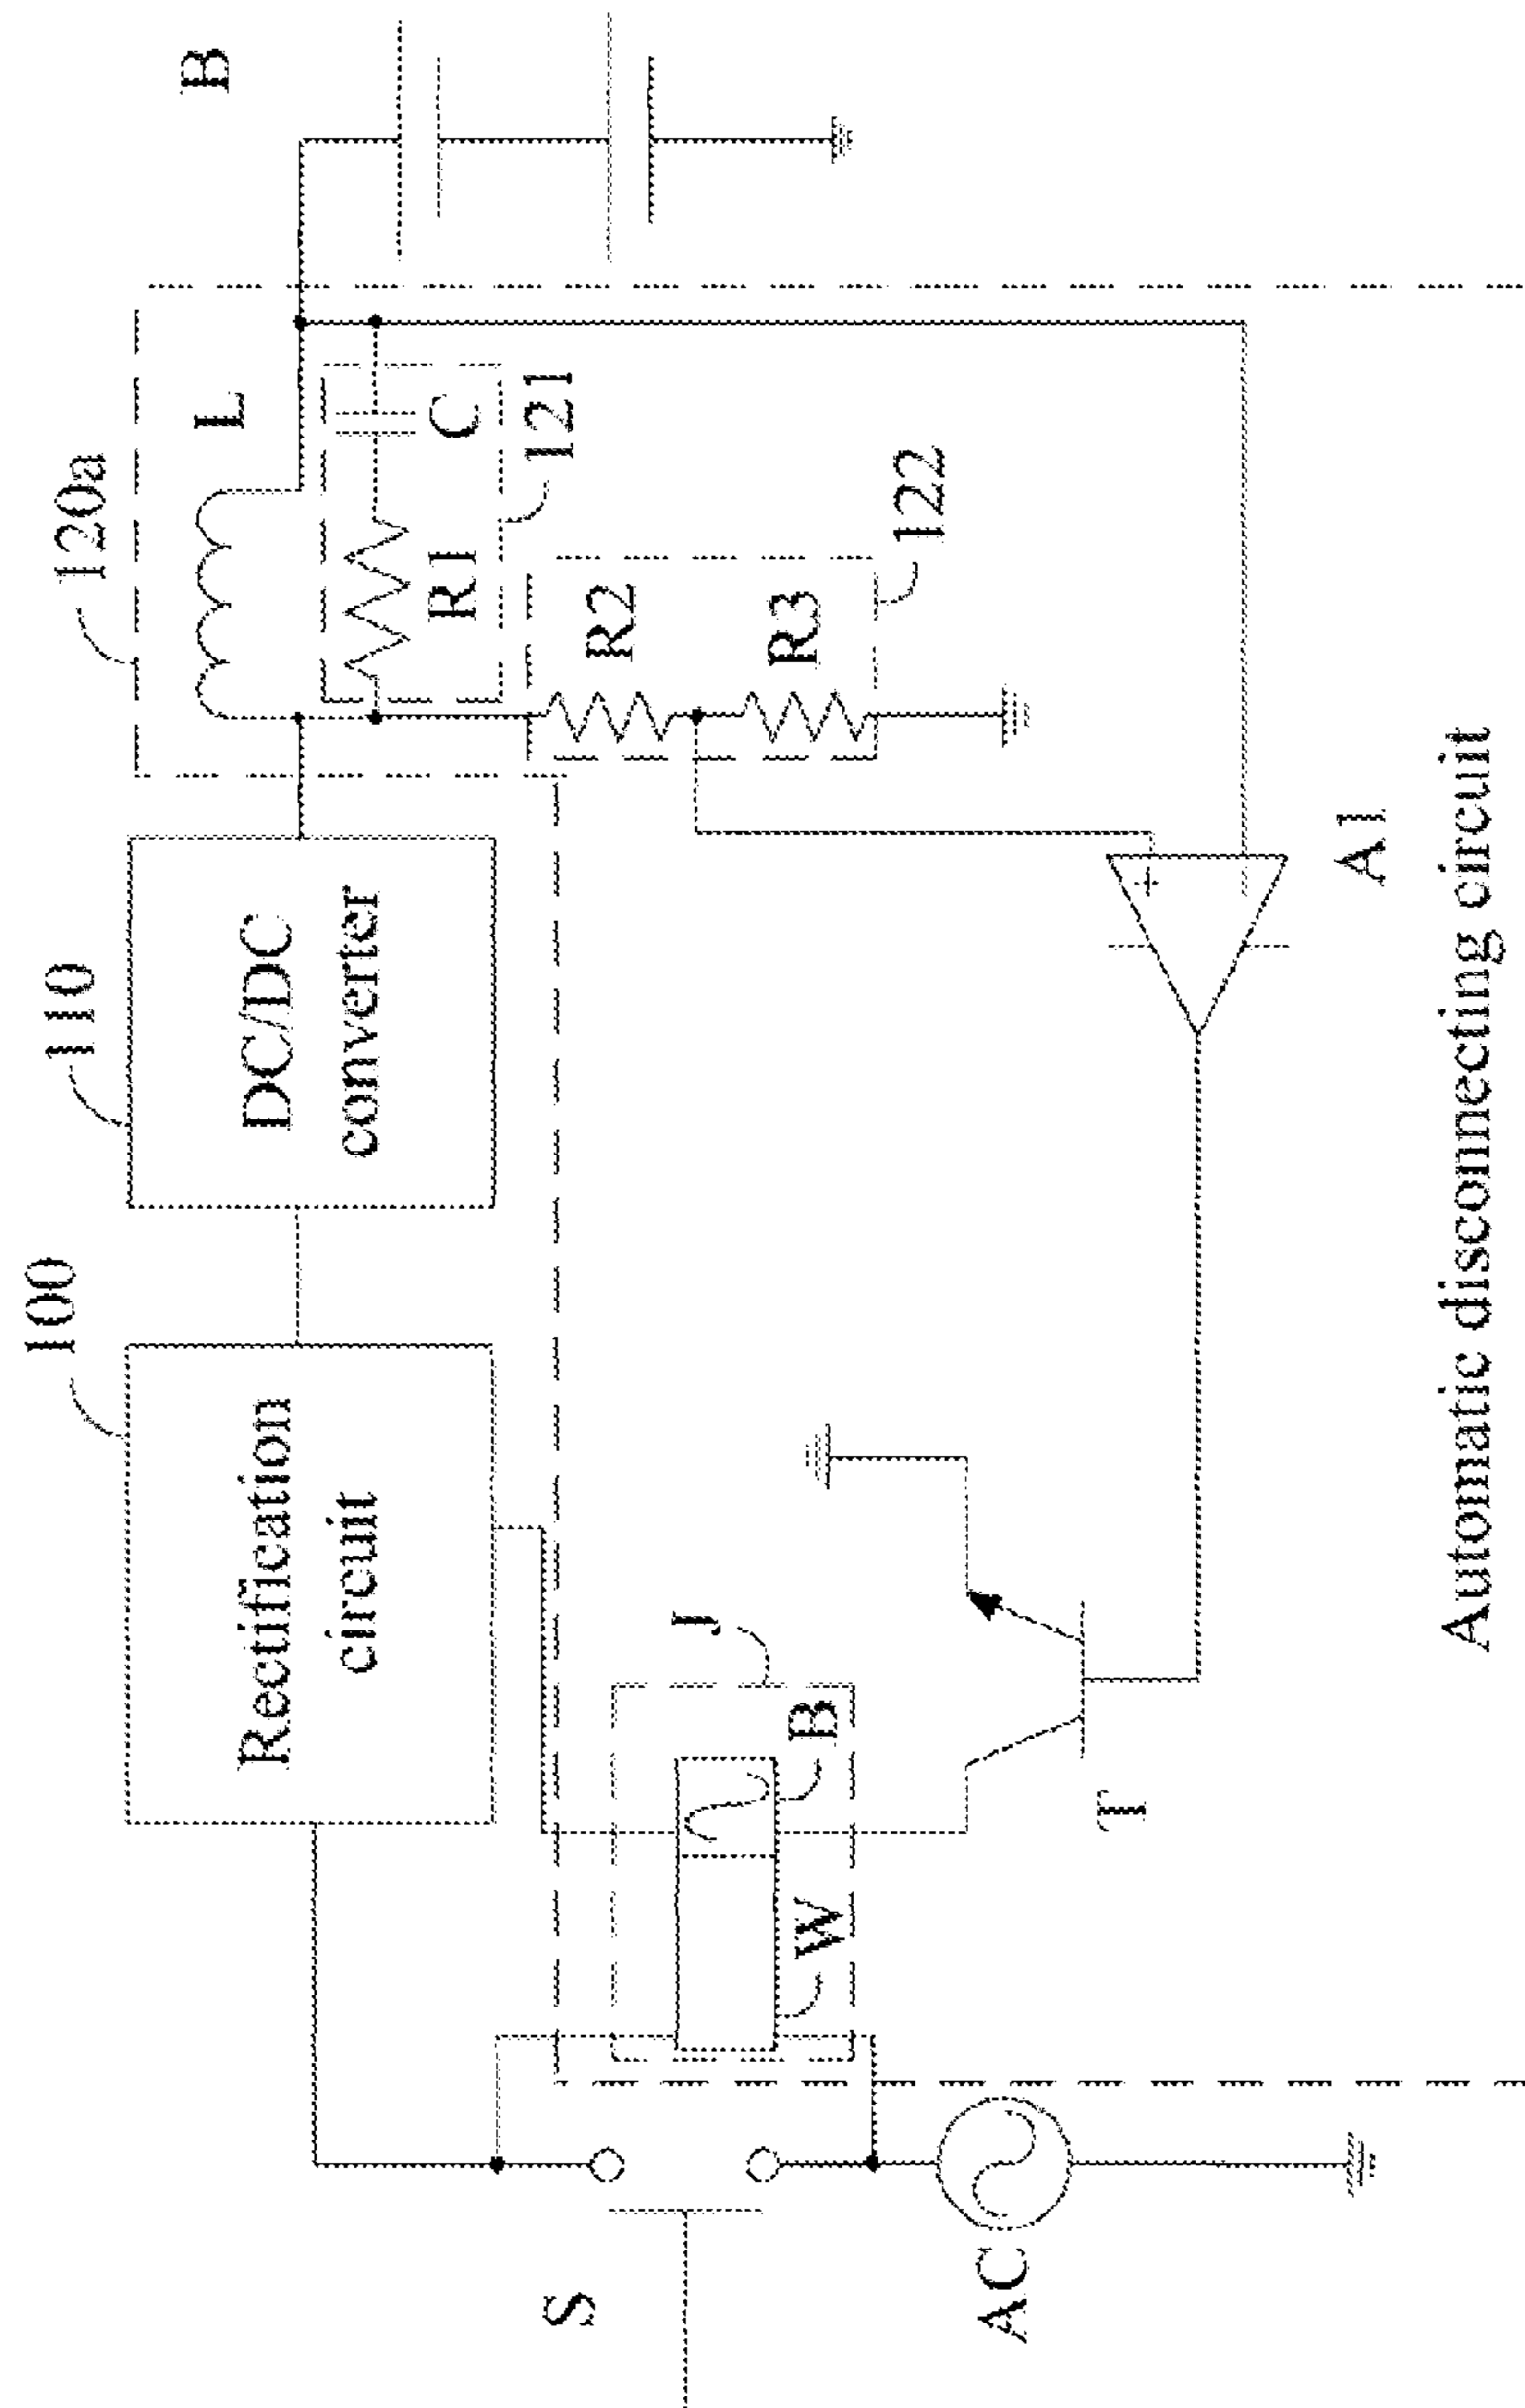 100
110
120a
B
Rectification
circuit
DC/DC
converter
L
R1
C
121
R2
R3
122
S
J
W
B
AC
T
+
A1
Automatic disconnecting circuit